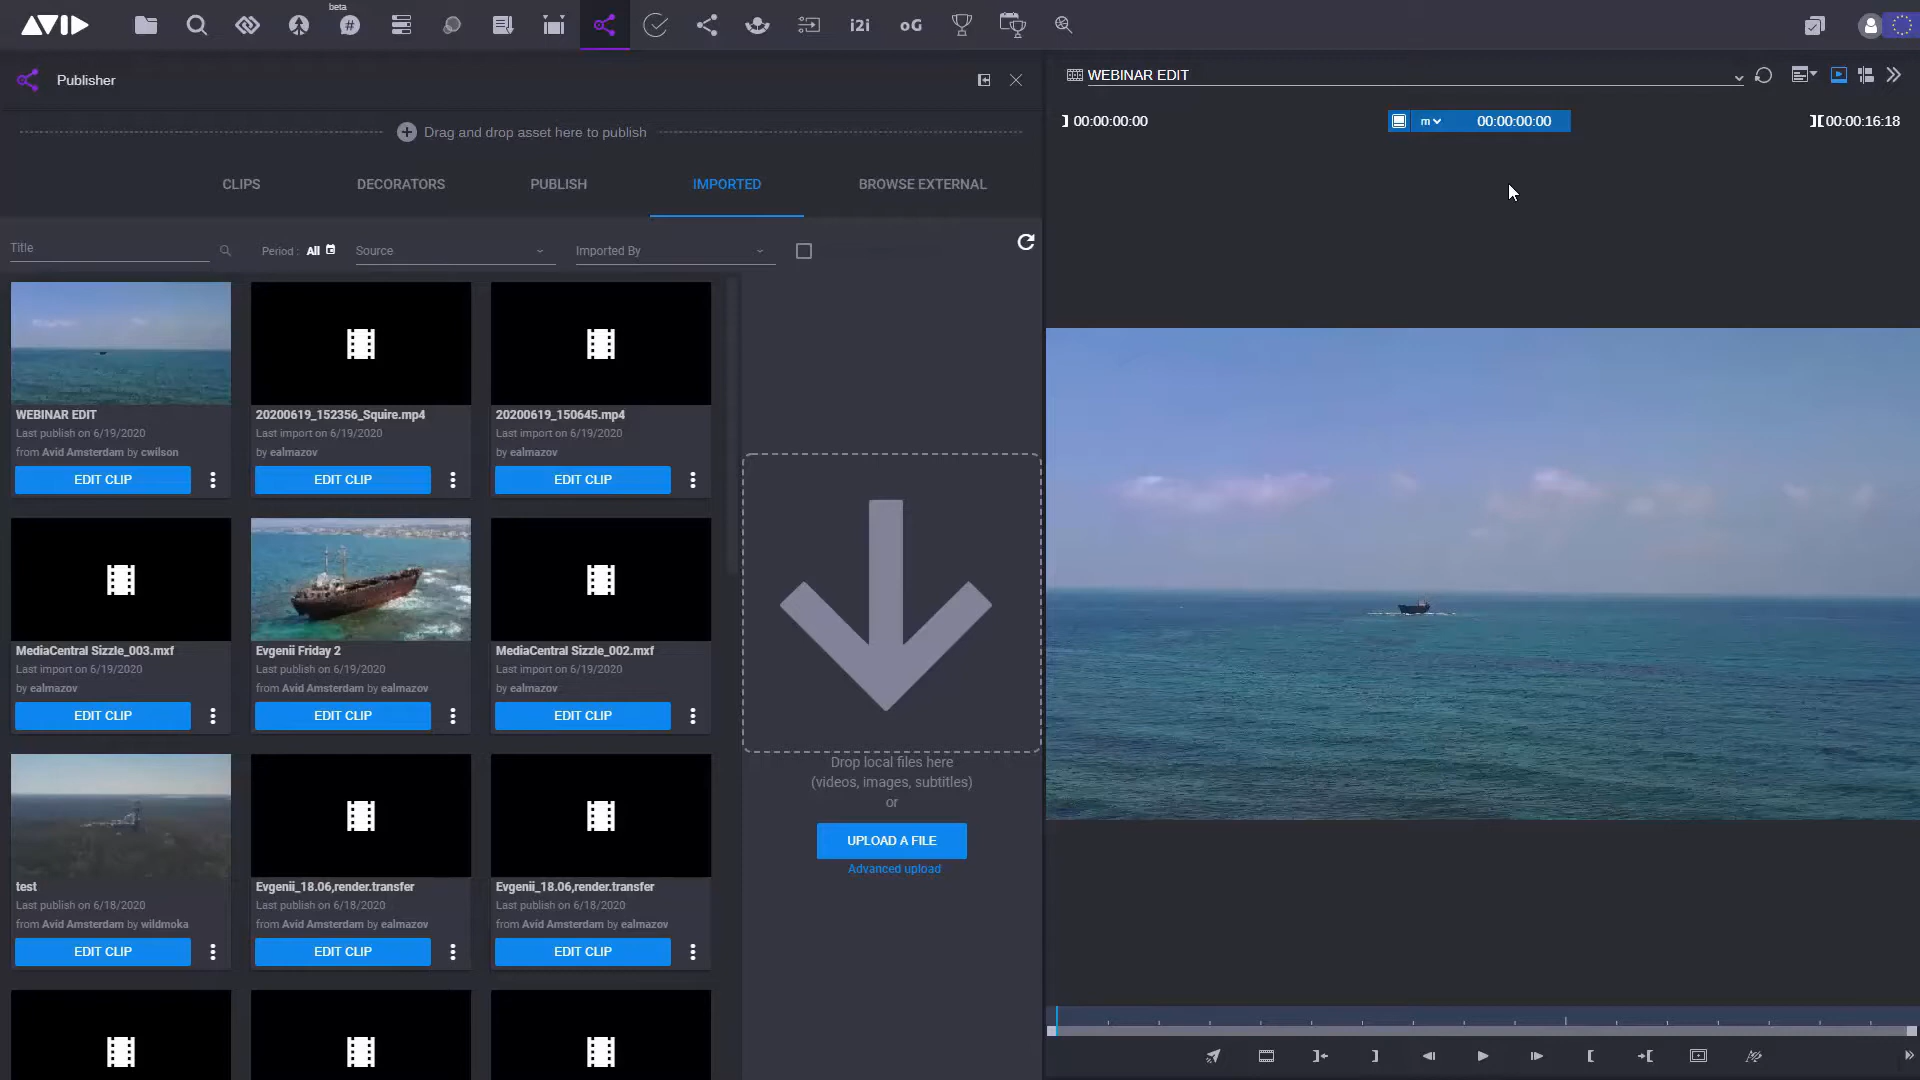 beta
AVID
#
i2i
oG
Publisher
Drag and drop asset here to publish
CLIPS
DECORATORS
PUBLISH
IMPORTED
BROWSE EXTERNAL
Title
Period : All
Source
Imported By
WEBINAR EDIT
Last publish on 6/19/2020
from Avid Amsterdam by cwilson
EDIT CLIP
20200619_152356_Squire.mp4
Last import on 6/19/2020
by ealmazov
EDIT CLIP
20200619_150645.mp4
Last import on 6/19/2020
by ealmazov
EDIT CLIP
MediaCentral Sizzle_003.mxf
Last import on 6/19/2020
by ealmazov
EDIT CLIP
Evgenii Friday 2
Last publish on 6/19/2020
from Avid Amsterdam by ealmazov
EDIT CLIP
MediaCentral Sizzle_002.mxf
Last import on 6/19/2020
by ealmazov
EDIT CLIP
test
Last publish on 6/18/2020
from Avid Amsterdam by wildmoka
EDIT CLIP
Evgenii_18.06,render.transfer
Last publish on 6/18/2020
from Avid Amsterdam by ealmazov
EDIT CLIP
Evgenii_18.06,render.transfer
Last publish on 6/18/2020
from Avid Amsterdam by ealmazov
EDIT CLIP
Drop local files here
(videos, images, subtitles)
or
UPLOAD A FILE
Advanced upload
WEBINAR EDIT
00:00:00:00
m
00:00:00:00
00:00:16:18